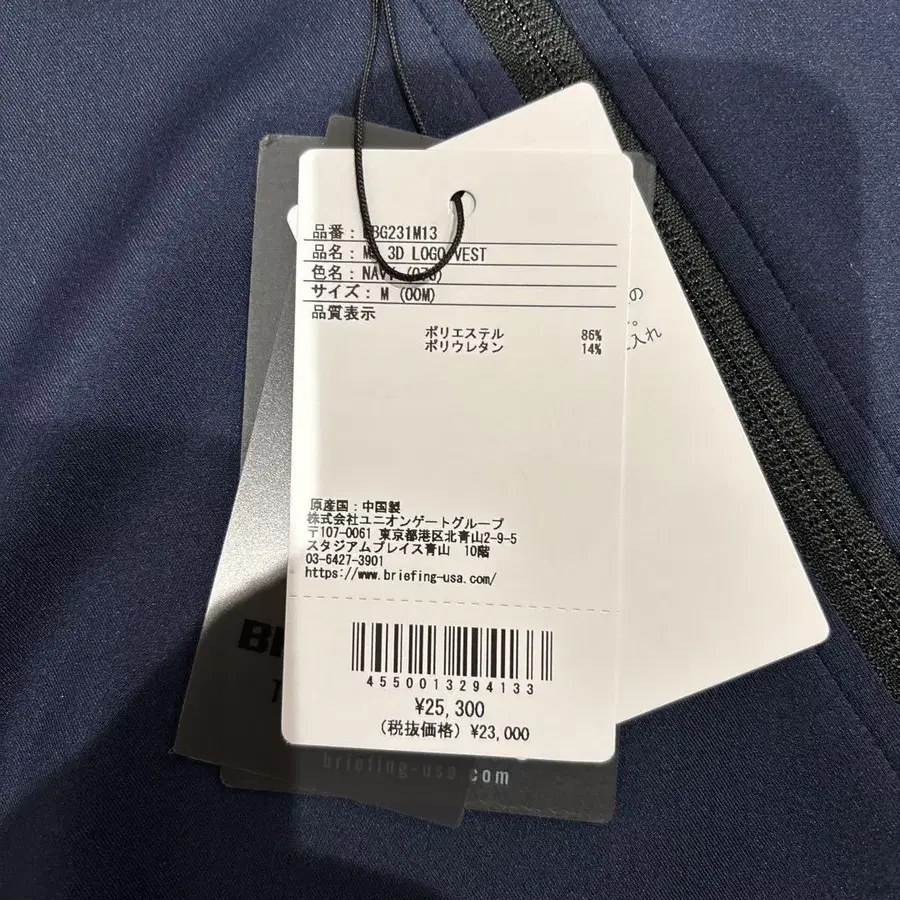 品番: BG231M13
品名: MS 3D LOGO VEST
色名: NAVY
サイズ: M (00M)
品質表示
ポリエステル 86%
ポリウレタン 14%
原産国:中国製
株式会社ユニオンゲートグループ
〒107-0061 東京都港区北青山2-9-5
スタジアムプレイス青山 10階
03-6427-3901
https://www.briefing-usa.com/
4550013294133
¥25,300
(税抜価格) ¥23,000
briefing-usa.com